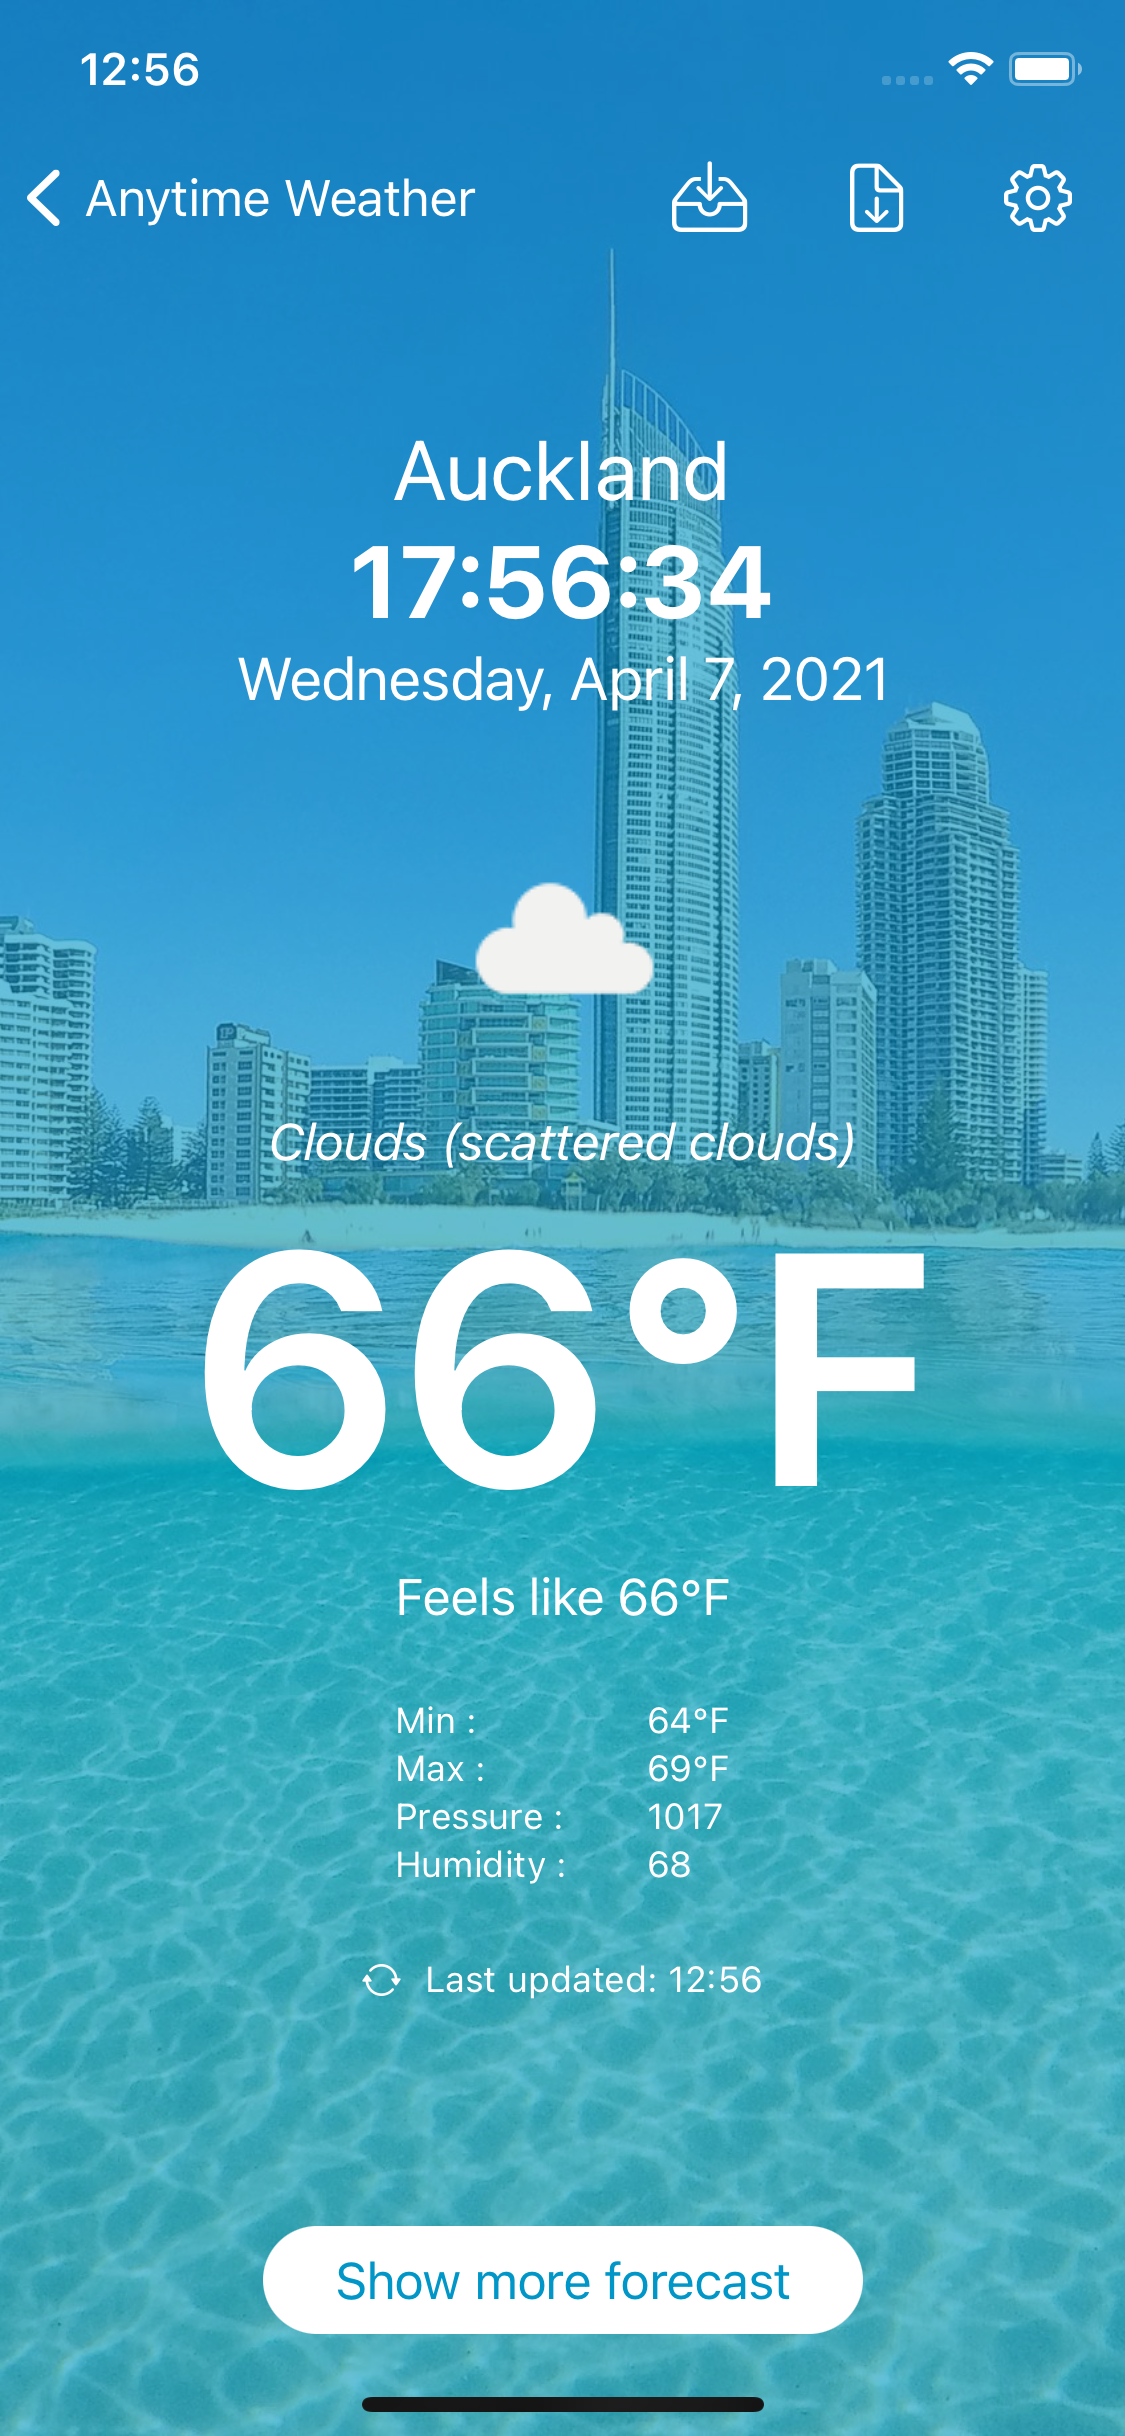 12:56
Anytime Weather
Auckland
17:56:34
Wednesday, April 7, 2021
Clouds (scattered clouds)
66°F
Feels like 66°F
Min : 64°F
Max : 69°F
Pressure : 1017
Humidity : 68
Last updated: 12:56
Show more forecast